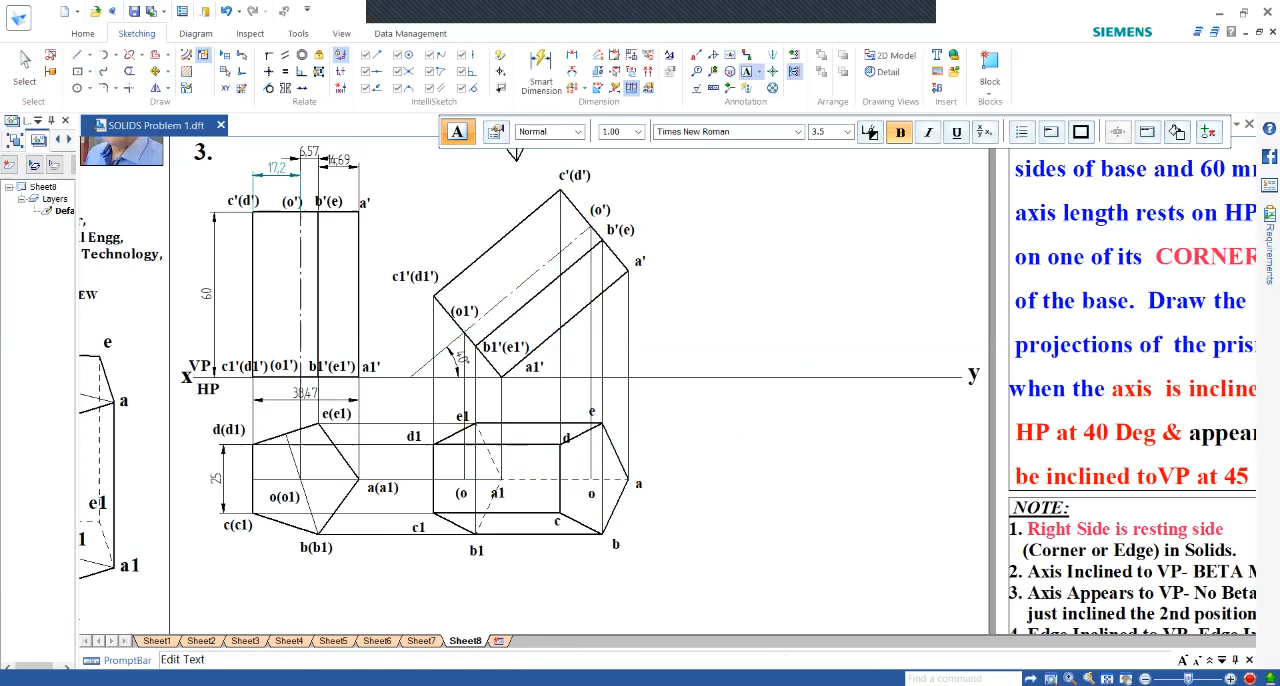 Home
Sketching
Diagram
Inspect
Tools
View
Data Management
SIEMENS
Select
Smart
Dimension
2D Model
Detail
Block
Select
Draw
Relate
IntelliSketch
Dimension
Annotation
Arrange
Drawing Views
Insert
Blocks
SOLIDS Problem 1.dft
Normal
1.00
Times New Roman
3.5
B
I
U
Sheet8
Layers
Defa
l Engg,
Technology,
EW
e
a
e1
1
a1
3.
6,57
14,69
17,2
c'(d')
(o')
b'(e)
a'
60
VP
c1'(d1')
(o1')
b1'(e1')
a1'
x
HP
38,47
e(e1)
d(d1)
25
o(o1)
a(a1)
c(c1)
b(b1)
c'(d')
(o')
b'(e)
a'
c1'(d1')
(o1')
b1'(e1')
40°
a1'
y
e1
e
d1
d
(o
a1
o
a
c1
c
b1
b
sides of base and 60 m
axis length rests on HP
on one of its CORNER
of the base. Draw the
projections of the pris
when the axis is incline
HP at 40 Deg & appear
be inclined toVP at 45
NOTE:
1. Right Side is resting side
(Corner or Edge) in Solids.
2. Axis Inclined to VP- BETA M
3. Axis Appears to VP- No Beta
just inclined the 2nd position
Requirements
Sheet1
Sheet2
Sheet3
Sheet4
Sheet5
Sheet6
Sheet7
Sheet8
PromptBar
Edit Text
Find a command